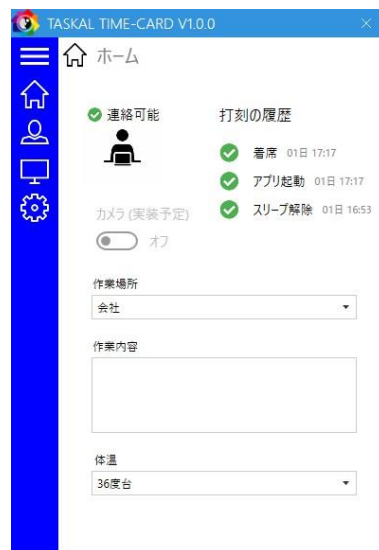 TASKAL TIME-CARD V1.0.0
ホーム
連絡可能
打刻の履歴
着席 01日 17:17
アプリ起動 01日 17:17
スリープ解除 01日 16:53
カメラ (実装予定)
オフ
作業場所
会社
作業内容
体温
36度台